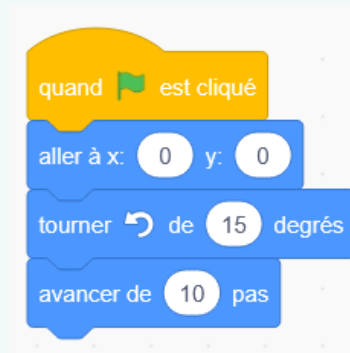 quand est cliqué
aller à x: 0 y: 0
tourner de 15 degrés
avancer de 10 pas